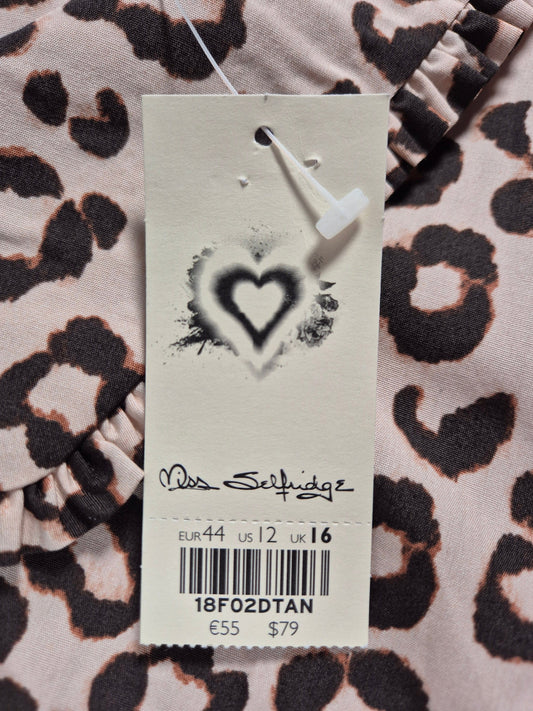 Miss Selfridge
EUR 44 US 12 UK 16
18F02DTAN
€55 $79